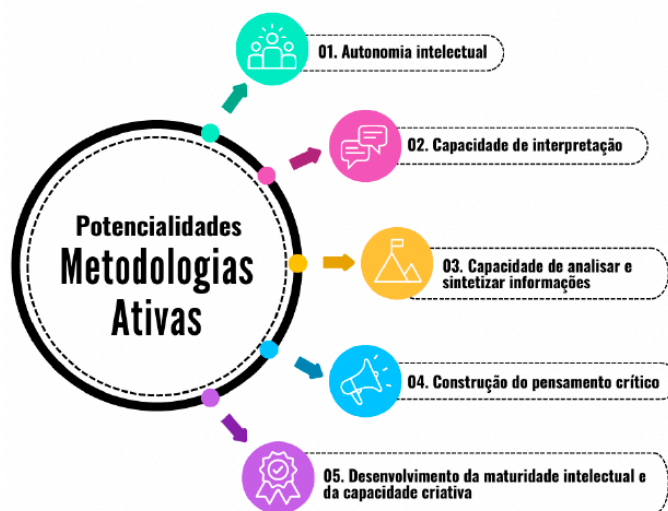 01. Autonomia intelectual
02. Capacidade de interpretação
Potencialidades
Metodologias
Ativas
03. Capacidade de analisar e
sintetizar informações
04. Construção do pensamento crítico
05. Desenvolvimento da maturidade intelectual e
da capacidade criativa